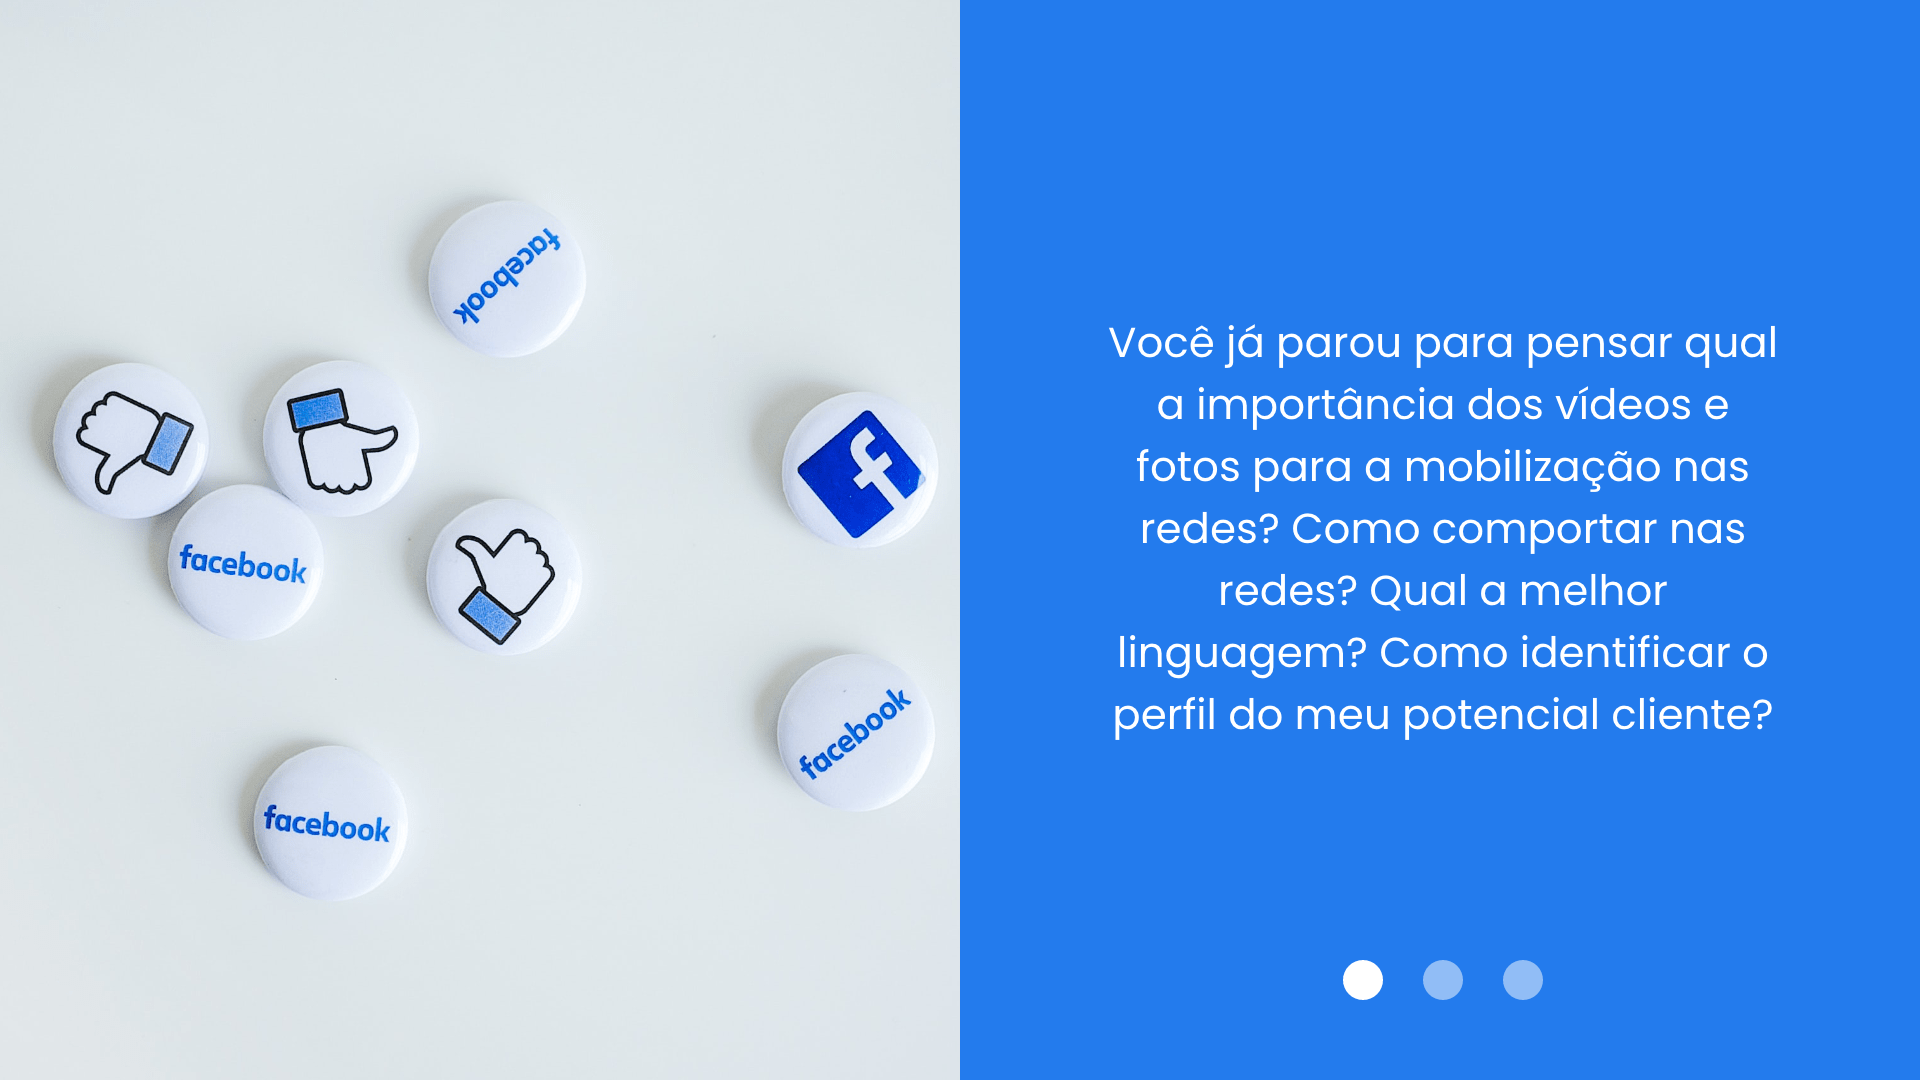 facebook
f
facebook
facebook
facebook
Você já parou para pensar qual
a importância dos vídeos e
fotos para a mobilização nas
redes? Como comportar nas
redes? Qual a melhor
linguagem? Como identificar o
perfil do meu potencial cliente?